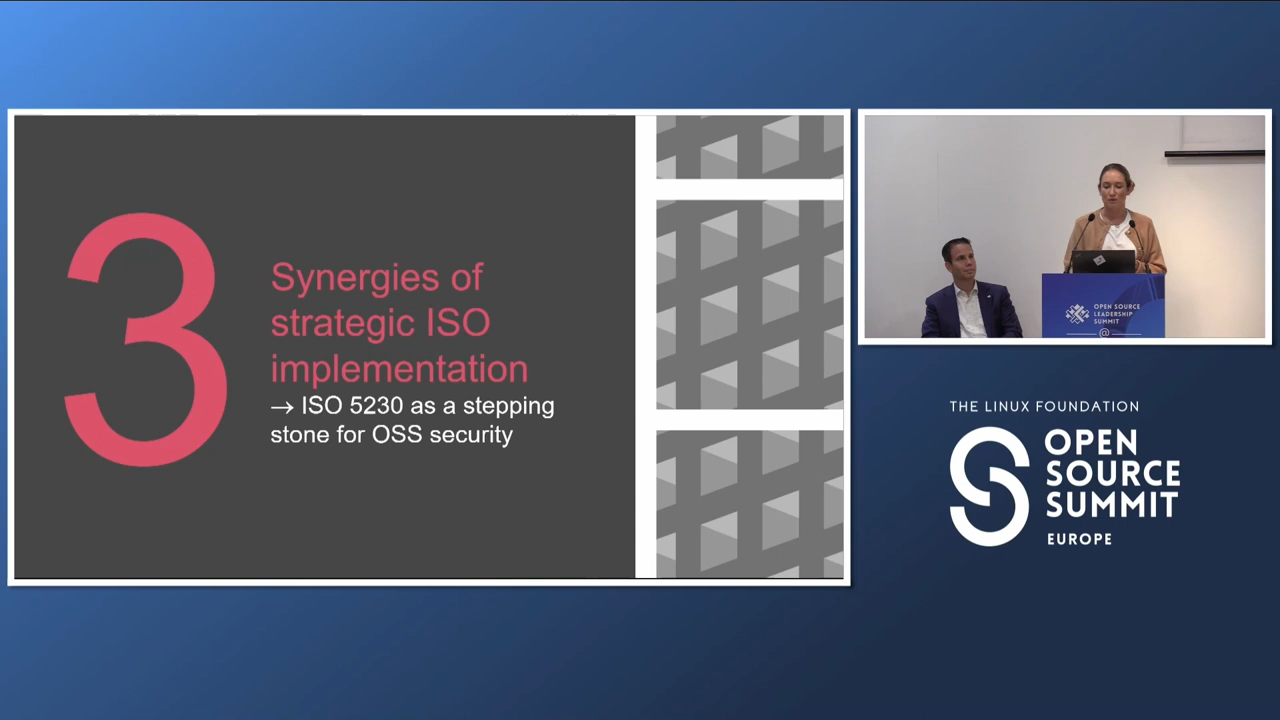 3
Synergies of
strategic ISO
implementation
→ ISO 5230 as a stepping
stone for OSS security
OPEN SOURCE
LEADERSHIP
SUMMIT
@
THE LINUX FOUNDATION
OPEN
SOURCE
SUMMIT
EUROPE